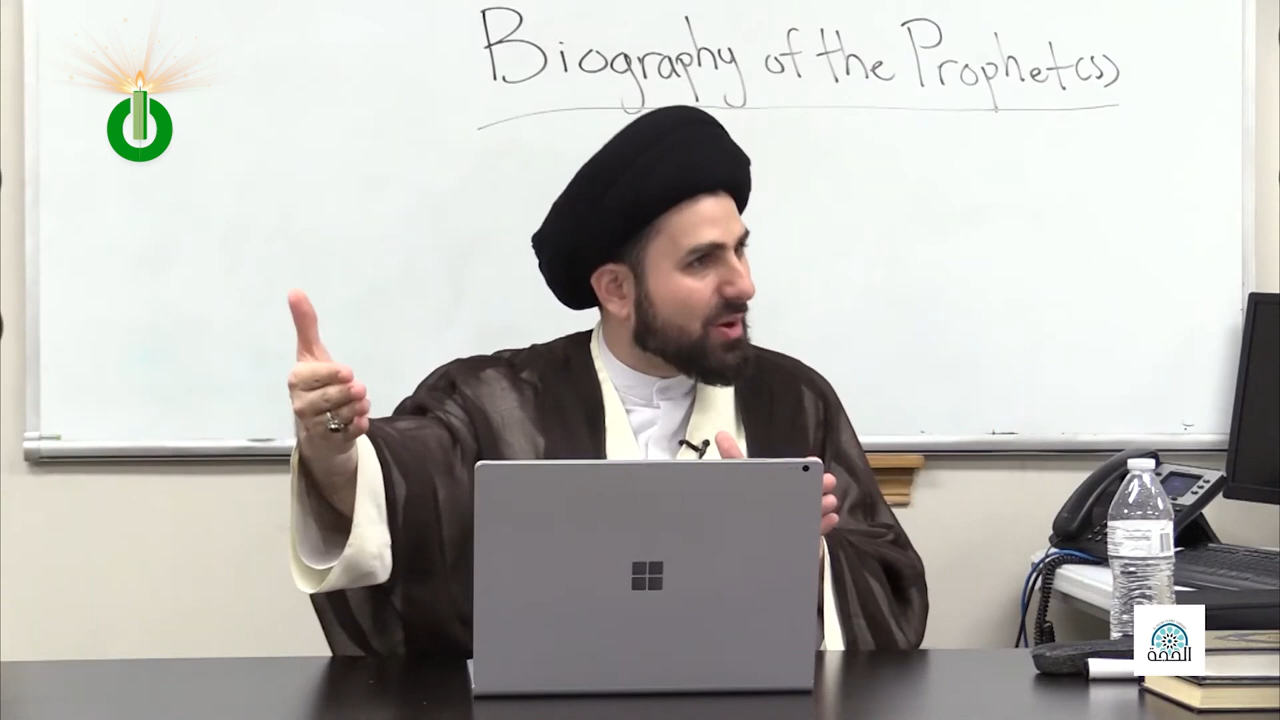 Biography of the Prophet(s)
الحجة